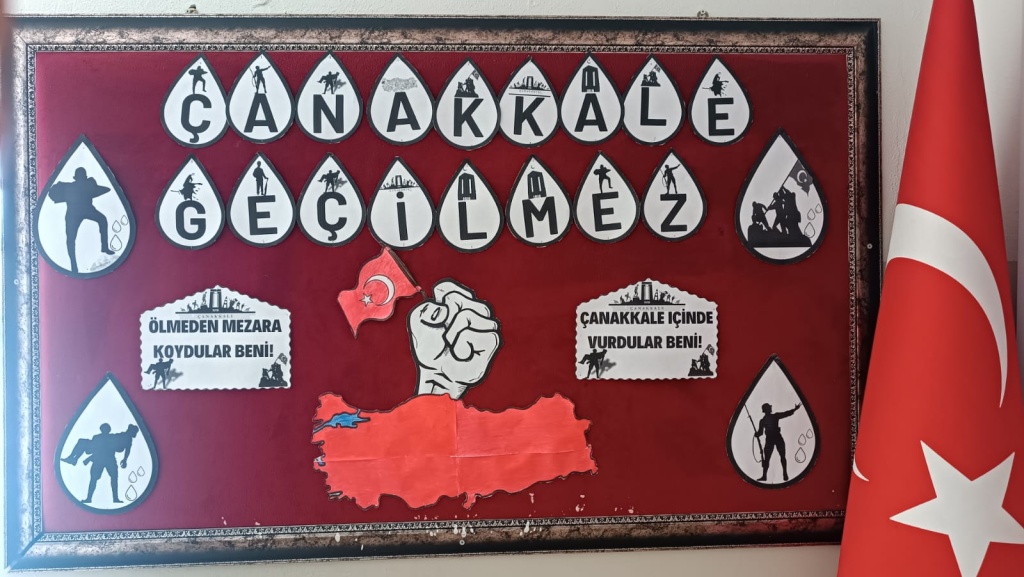 ÇANAKKALE
GEÇİLMEZ
ÖLMEDEN MEZARA
KOYDULAR BENİ!
ÇANAKKALE İÇİNDE
VURDULAR BENİ!